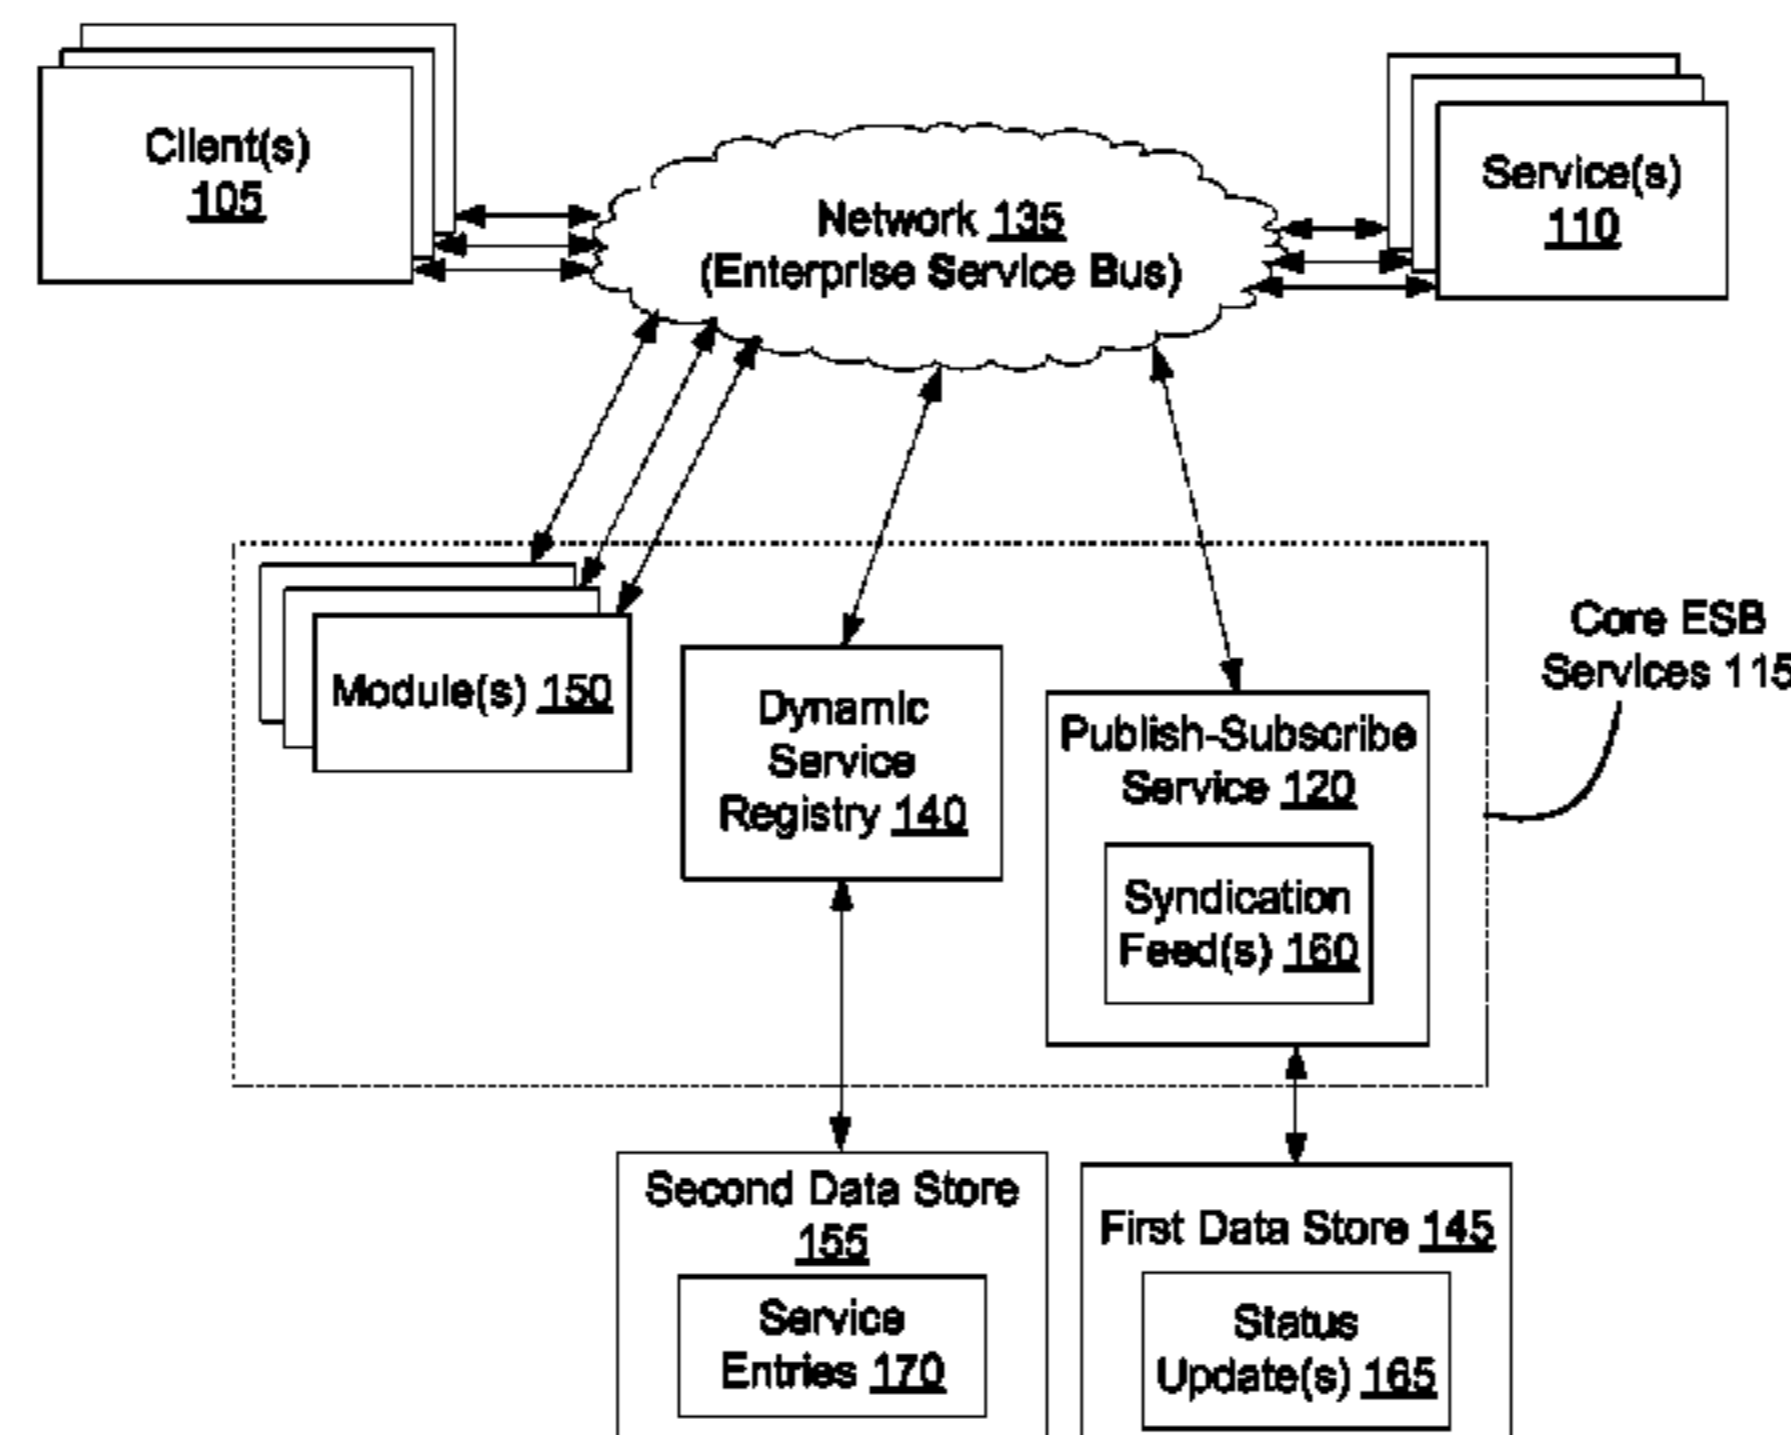 Client(s)
105
Network 135
(Enterprise Service Bus)
Service(s)
110
Module(s) 150
Dynamic
Service
Registry 140
Publish-Subscribe
Service 120
Syndication
Feed(s) 160
Core ESB
Services 115
Second Data Store
155
Service
Entries 170
First Data Store 145
Status
Update(s) 165